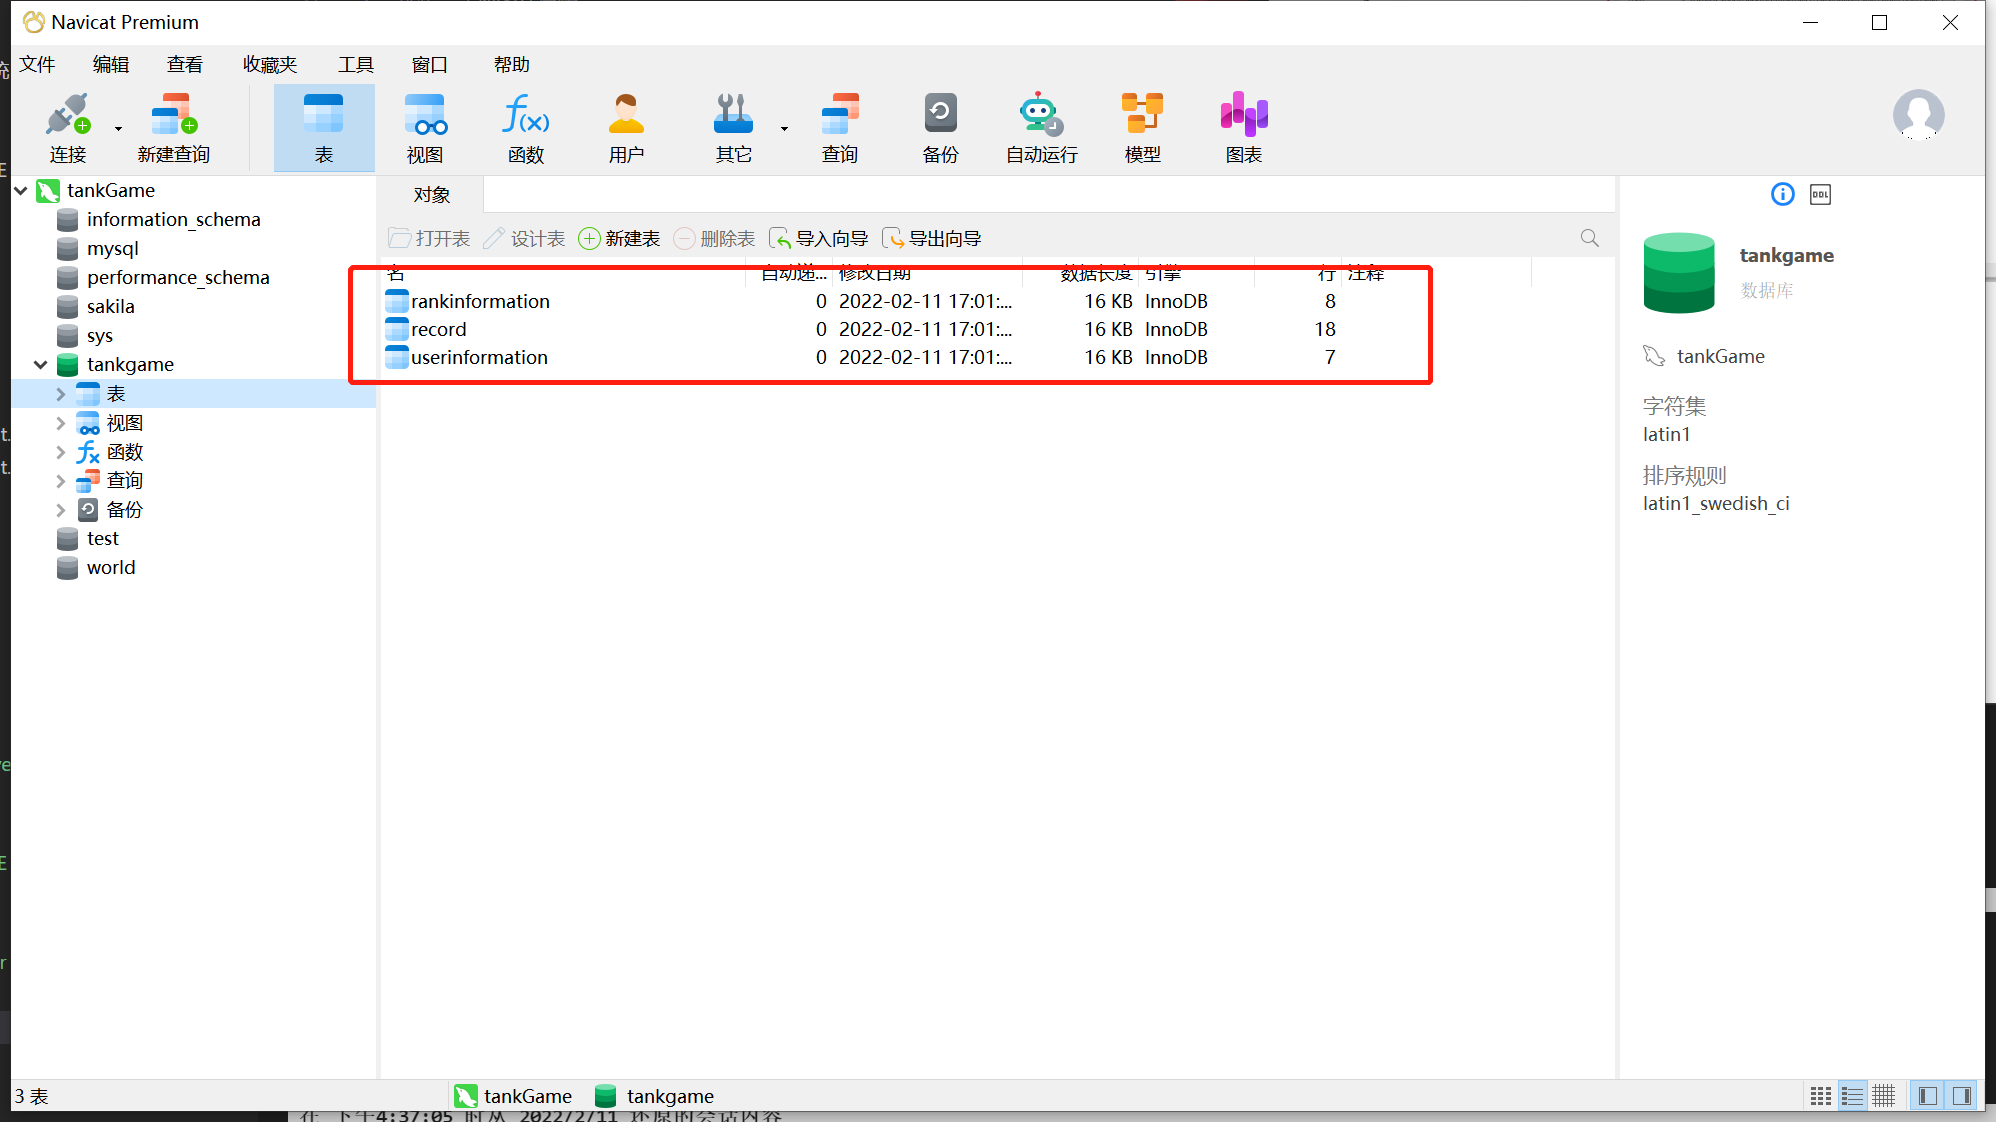 Navicat Premium
文件 编辑 查看 收藏夹 工具 窗口 帮助
连接 新建查询 表 视图 函数 用户 其它 查询 备份 自动运行 模型 图表
tankGame
information_schema
mysql
performance_schema
sakila
sys
tankgame
表
视图
函数
查询
备份
test
world
对象
打开表 设计表 新建表 删除表 导入向导 导出向导
名 自动递... 修改日期 数据长度 引擎 行 注释
rankinformation 0 2022-02-11 17:01:... 16 KB InnoDB 8
record 0 2022-02-11 17:01:... 16 KB InnoDB 18
userinformation 0 2022-02-11 17:01:... 16 KB InnoDB 7
DDL
tankgame
数据库
tankGame
字符集
latin1
排序规则
latin1_swedish_ci
3 表 tankGame tankgame
在 下午4:37:05 时从 2022/2/11 还原的会话内容